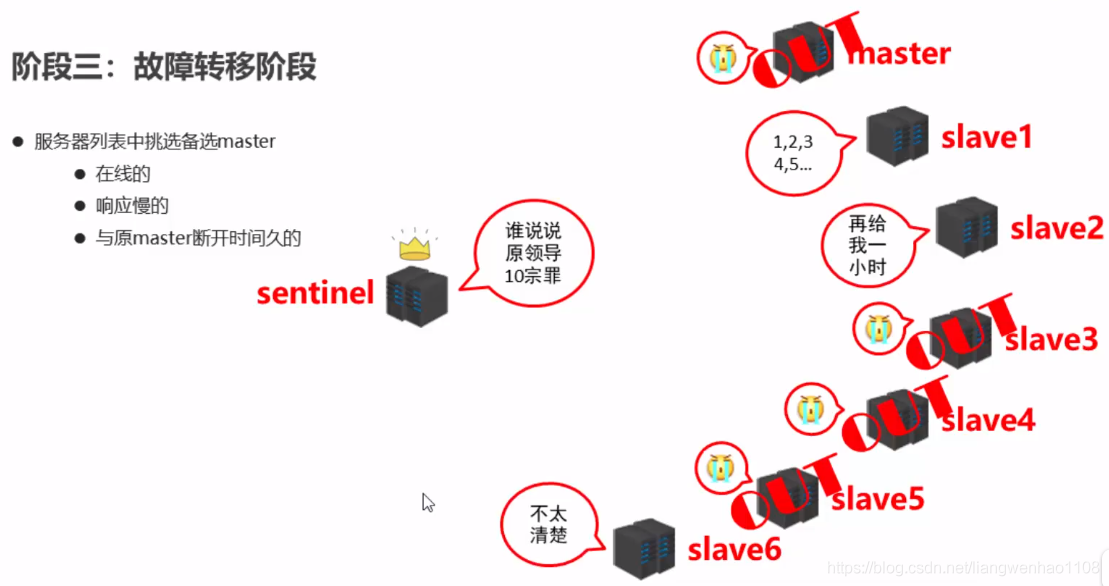 阶段三：故障转移阶段
● 服务器列表中挑选备选master
● 在线的
● 响应慢的
● 与原master断开时间久的
sentinel
谁说说
原领导
10宗罪
OUT
master
1,2,3
4,5...
slave1
再给
我一
小时
slave2
OUT
slave3
OUT
slave4
OUT
slave5
不太
清楚
slave6
https://blog.csdn.net/liangwenhao1108